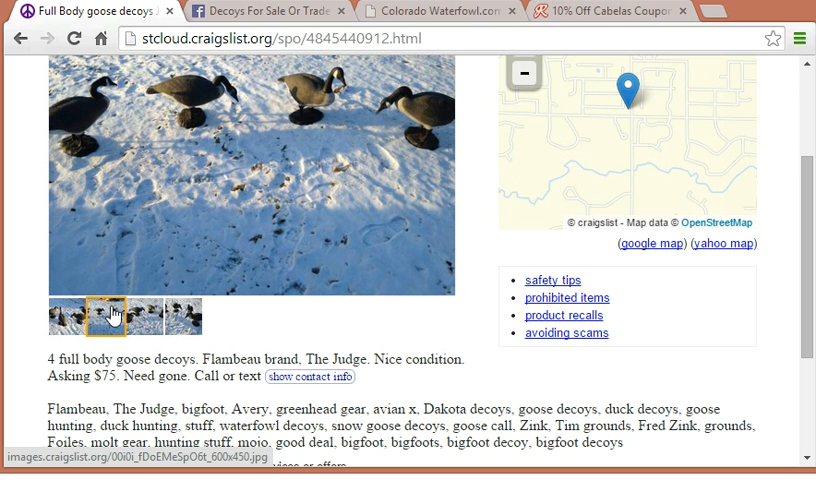 Full Body goose decoys
Decoys For Sale Or Trade
Colorado Waterfowl.com
10% Off Cabelas Coupon
stcloud.craigslist.org/spo/4845440912.html
© craigslist - Map data © OpenStreetMap
(google map) (yahoo map)
safety tips
prohibited items
product recalls
avoiding scams
4 full body goose decoys. Flambeau brand, The Judge. Nice condition.
Asking $75. Need gone. Call or text show contact info
Flambeau, The Judge, bigfoot, Avery, greenhead gear, avian x, Dakota decoys, goose decoys, duck decoys, goose
hunting, duck hunting, stuff, waterfowl decoys, snow goose decoys, goose call, Zink, Tim grounds, Fred Zink, grounds,
Foiles, molt gear, hunting stuff, mojo, good deal, bigfoot, bigfoots, bigfoot decoy, bigfoot decoys
images.craigslist.org/00i0i_fDoEMeSpO6t_600x450.jpg
or offers